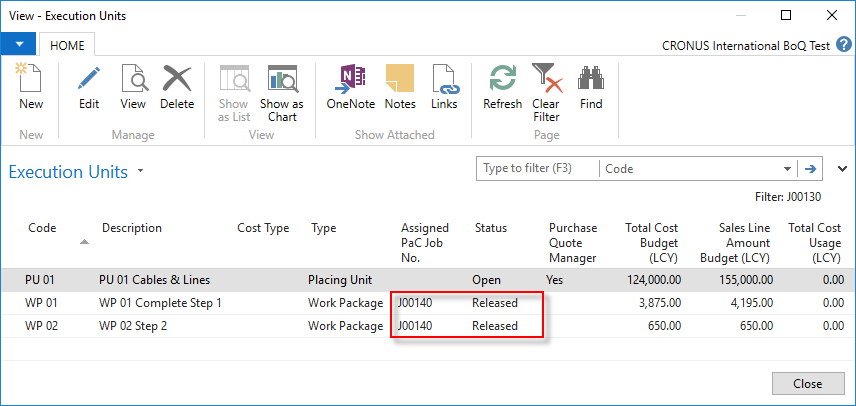 View - Execution Units
HOME
CRONUS International BoQ Test
New
Edit
View
Delete
Show as List
Show as Chart
OneNote
Notes
Links
Refresh
Clear Filter
Find
New
Manage
View
Show Attached
Page
Execution Units
Type to filter (F3)
Code
Filter: J00130
Code Description Cost Type Type Assigned PaC Job No. Status Purchase Quote Manager Total Cost Budget (LCY) Sales Line Amount Budget (LCY) Total Cost Usage (LCY)
PU 01 PU 01 Cables & Lines Placing Unit Open Yes 124,000.00 155,000.00 0.00
WP 01 WP 01 Complete Step 1 Work Package J00140 Released 3,875.00 4,195.00 0.00
WP 02 WP 02 Step 2 Work Package J00140 Released 650.00 650.00 0.00
Close